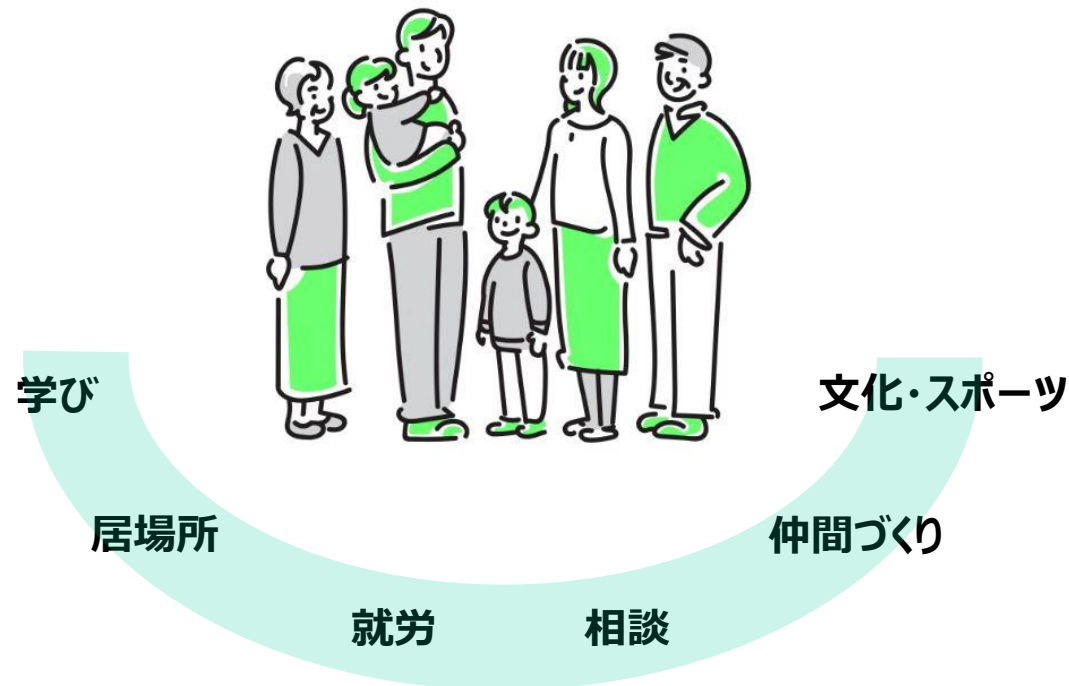 学び
文化・スポーツ
居場所
仲間づくり
就労
相談